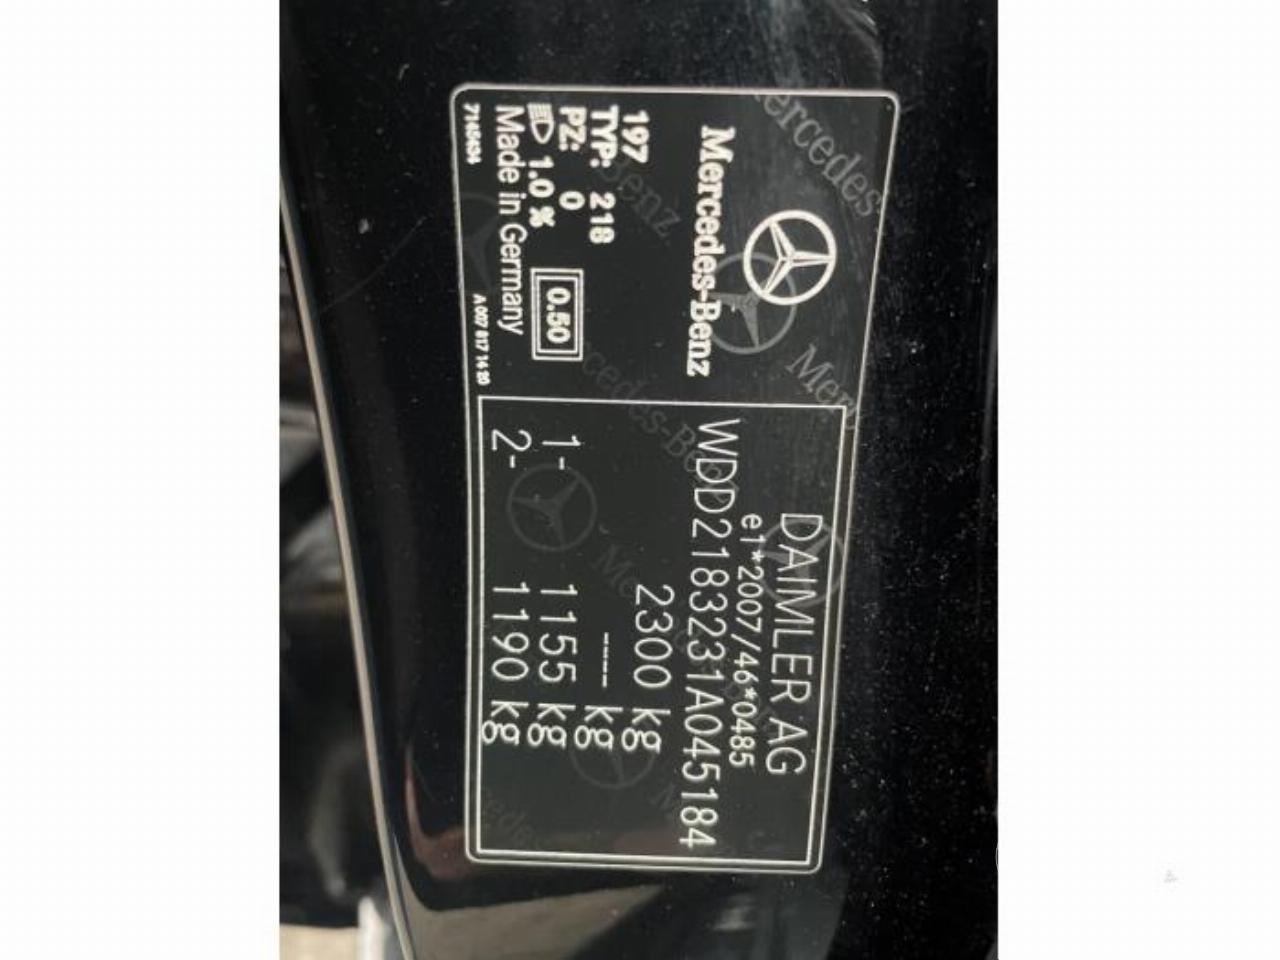 Mercedes-Benz
197
TYP: 218
PZ: 0
1.0 %
0.50
Made in Germany
7145434
A 007 817 14 20
DAIMLER AG
e1*2007/46*0485
WDD2183231A045184
2300 kg
---- kg
1- 1155 kg
2- 1190 kg